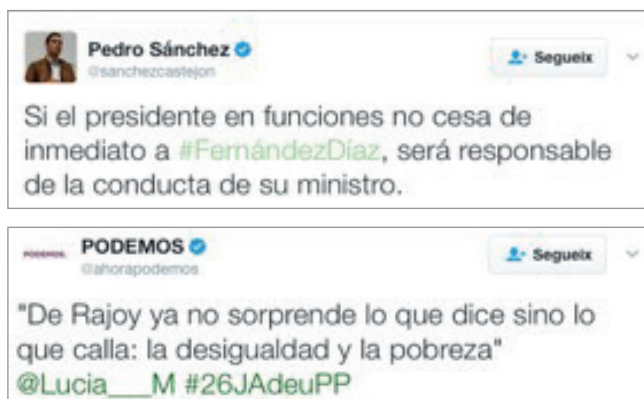 Pedro Sánchez
@sanchezcastejon
Segueix
Si el presidente en funciones no cesa de
inmediato a #FernándezDíaz, será responsable
de la conducta de su ministro.
PODEMOS.
PODEMOS
@ahorapodemos
Segueix
"De Rajoy ya no sorprende lo que dice sino lo
que calla: la desigualdad y la pobreza"
@Lucia___M #26JAdeuPP